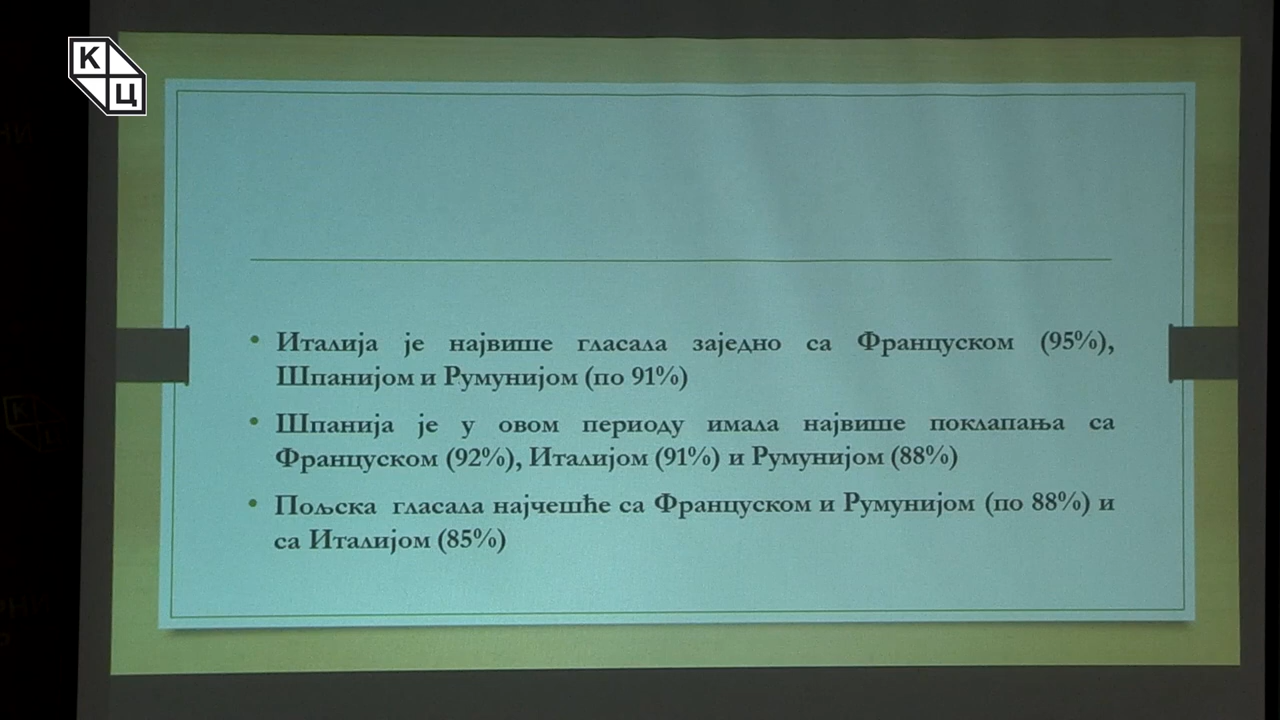 К
Ц
• Италија је највише гласала заједно са Француском (95%),
Шпанијом и Румунијом (по 91%)
• Шпанија је у овом периоду имала највише поклапања са
Француском (92%), Италијом (91%) и Румунијом (88%)
• Пољска гласала најчешће са Француском и Румунијом (по 88%) и
са Италијом (85%)